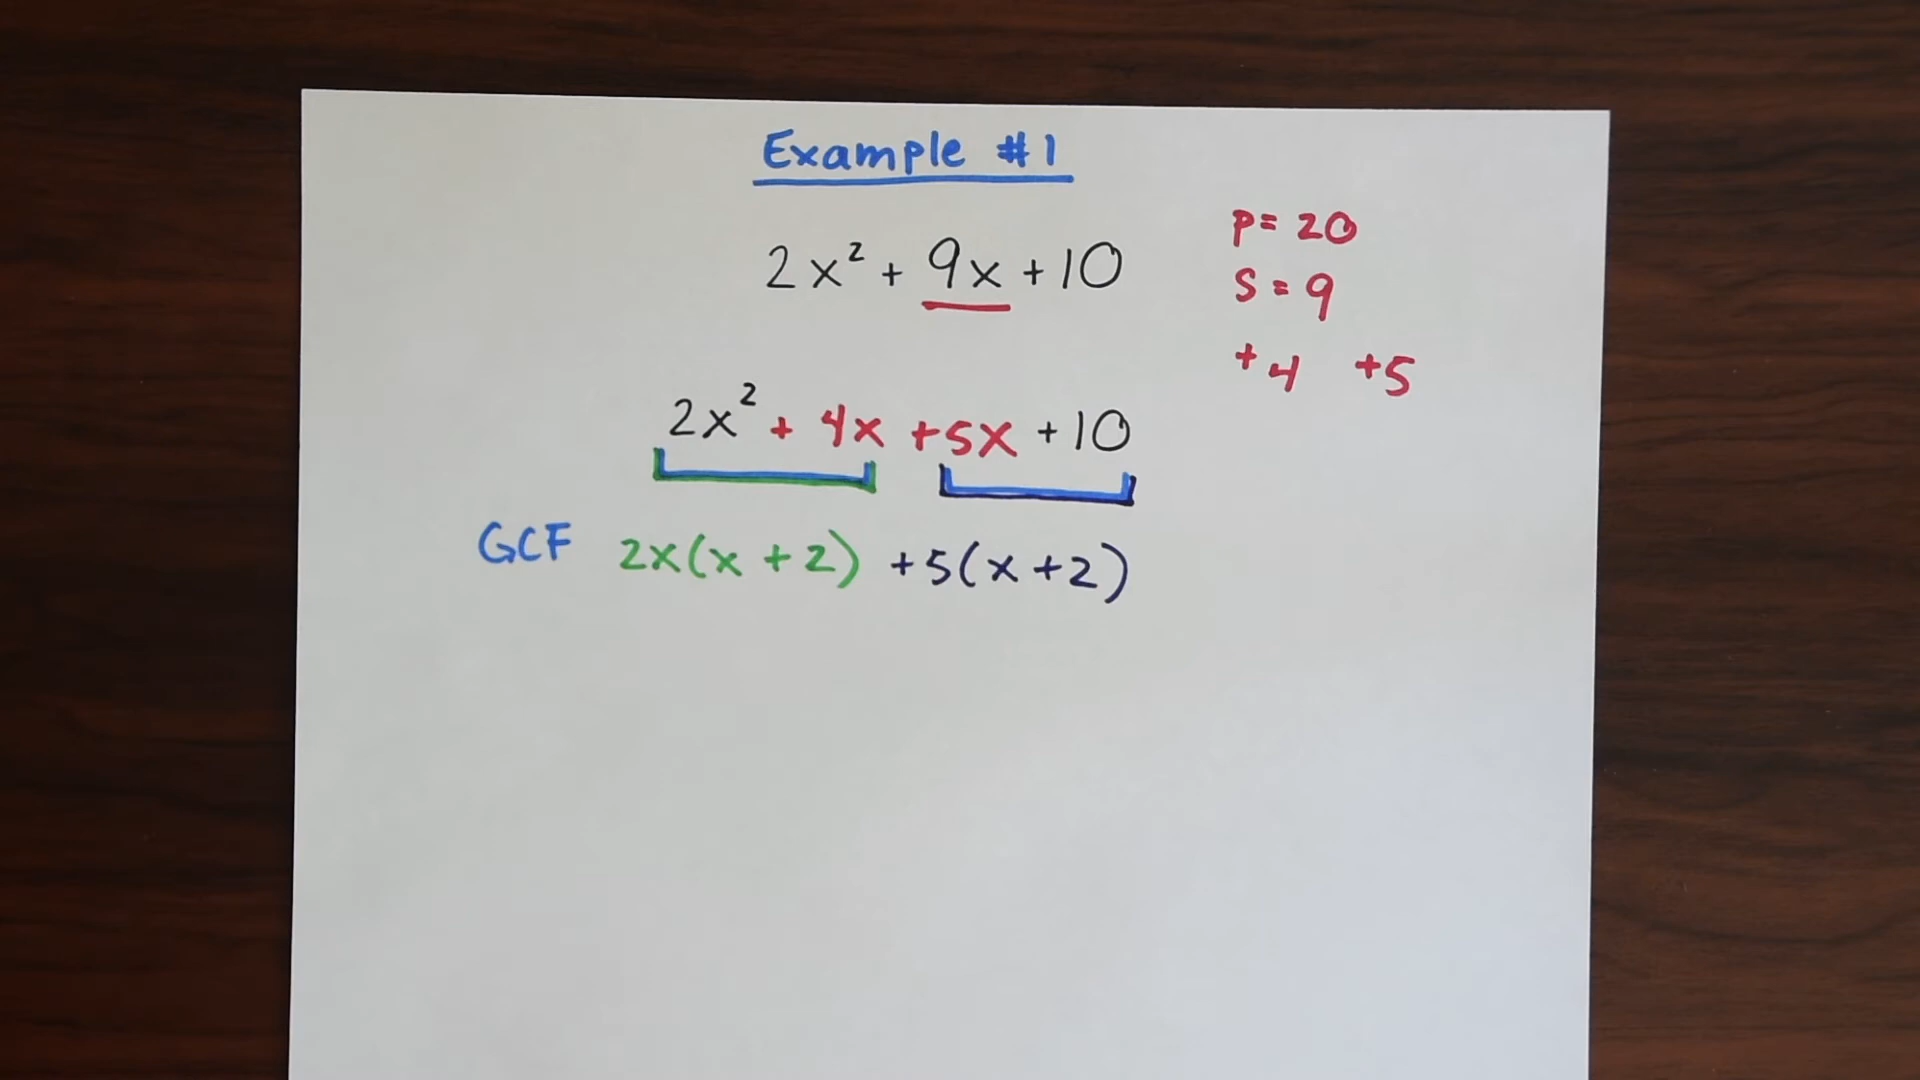 Example #1
2x² + 9x + 10
P = 20
S = 9
+4 +5
2x² + 4x + 5x + 10
GCF 2x(x + 2) + 5(x + 2)